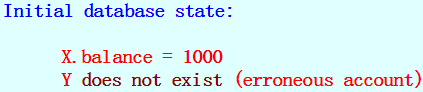 Initial database state:
X.balance = 1000
Y does not exist (erroneous account)